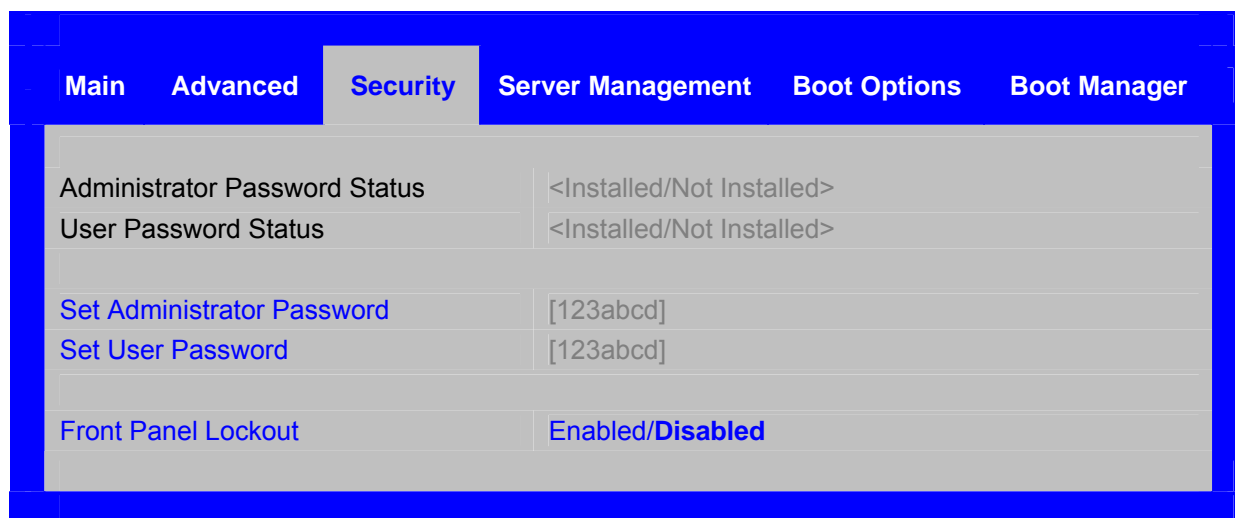 Main Advanced Security Server Management Boot Options Boot Manager
Administrator Password Status <Installed/Not Installed>
User Password Status <Installed/Not Installed>
Set Administrator Password [123abcd]
Set User Password [123abcd]
Front Panel Lockout Enabled/Disabled